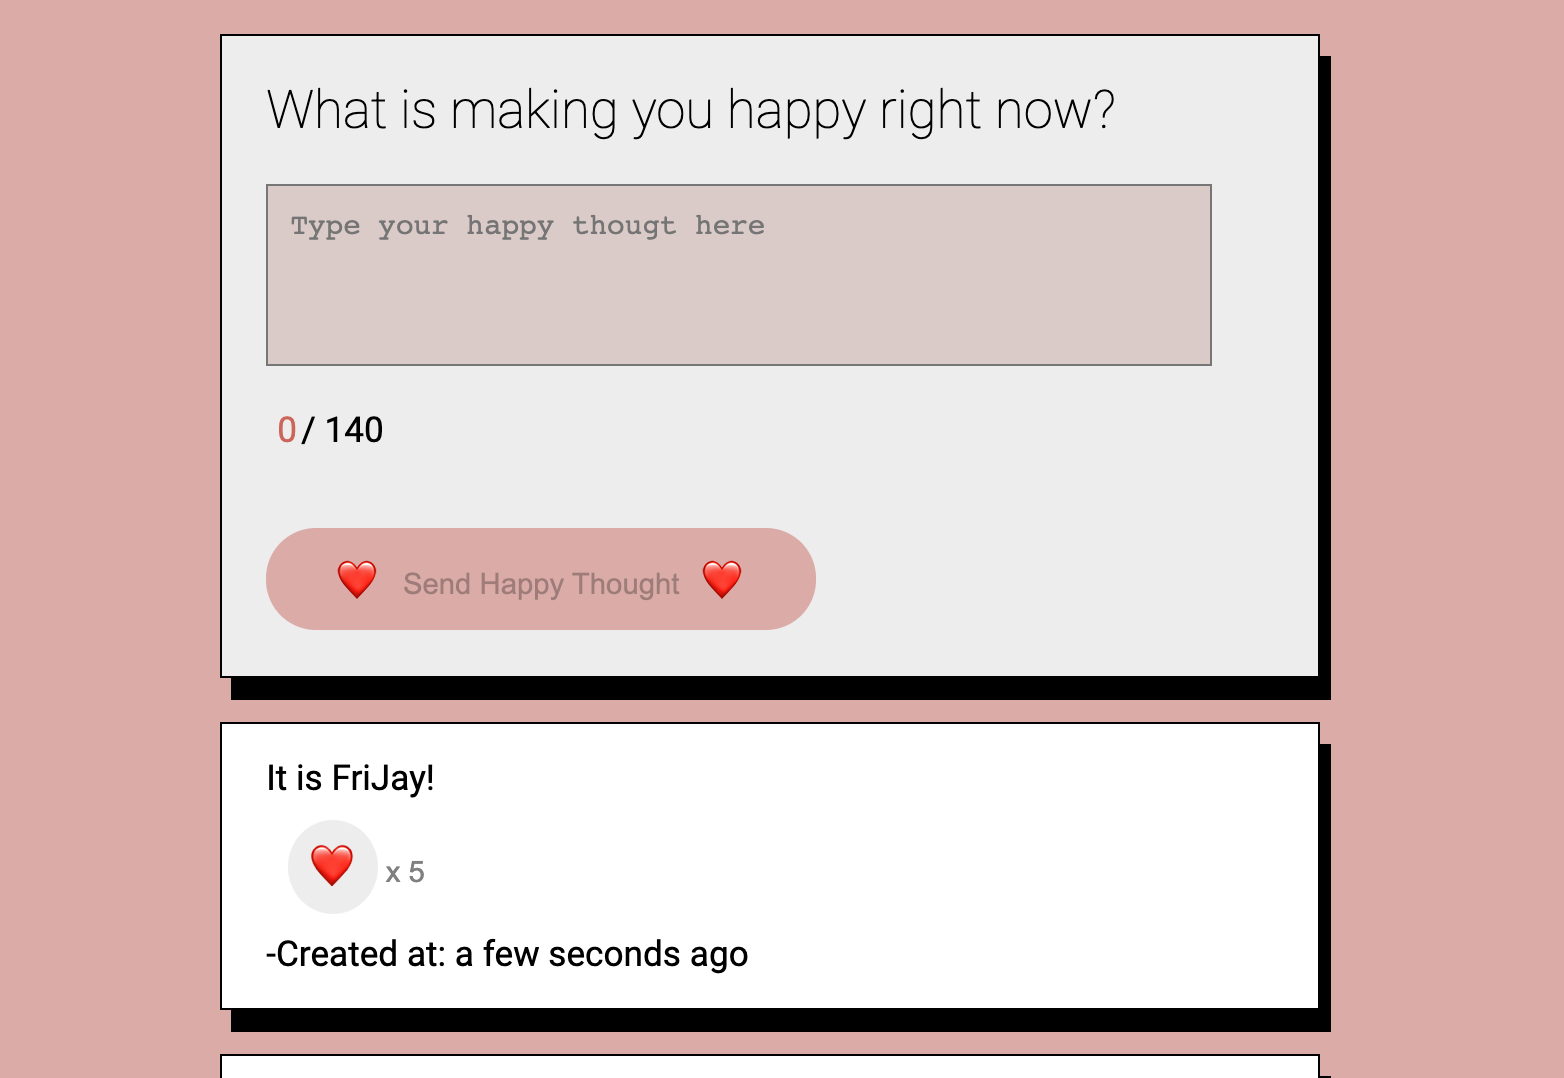 What is making you happy right now?
Type your happy thougt here
0 / 140
❤️ Send Happy Thought ❤️
It is FriJay!
❤️ x 5
-Created at: a few seconds ago